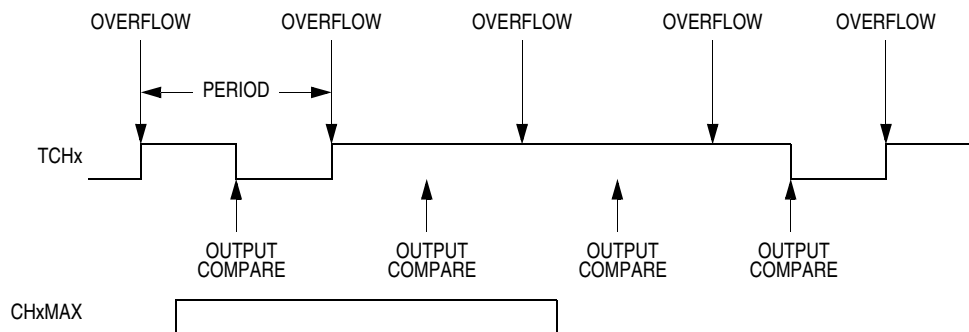 OVERFLOW OVERFLOW OVERFLOW OVERFLOW OVERFLOW
PERIOD
TCHx
OUTPUT COMPARE
OUTPUT COMPARE
OUTPUT COMPARE
OUTPUT COMPARE
CHxMAX